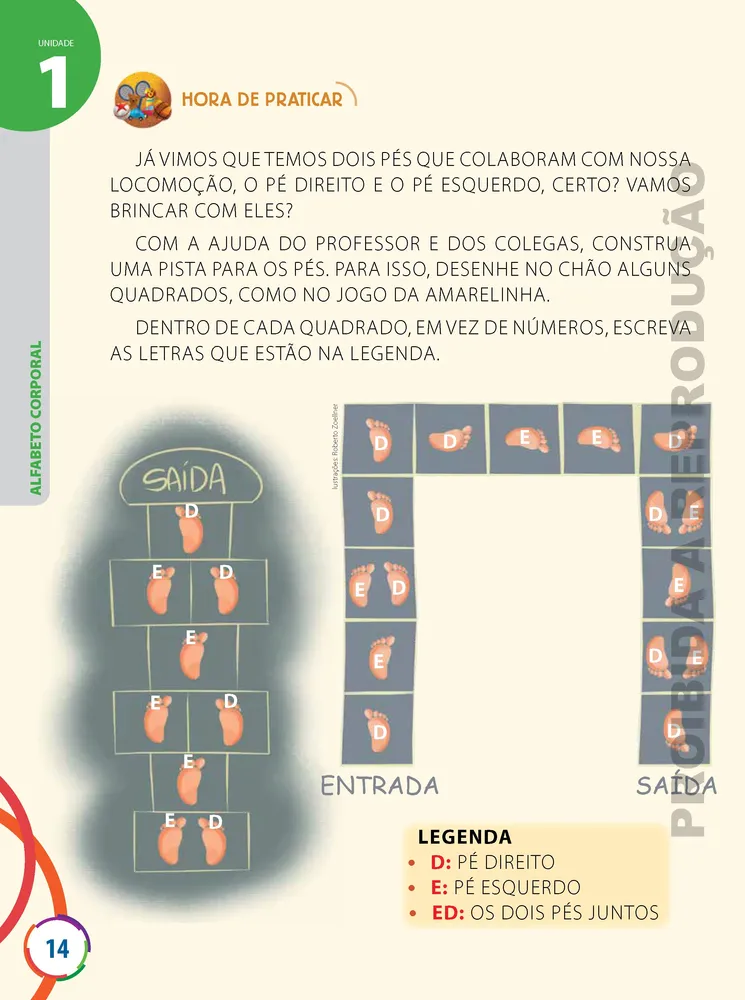 UNIDADE
1
HORA DE PRATICAR
JÁ VIMOS QUE TEMOS DOIS PÉS QUE COLABORAM COM NOSSA
LOCOMOÇÃO, O PÉ DIREITO E O PÉ ESQUERDO, CERTO? VAMOS
BRINCAR COM ELES?
COM A AJUDA DO PROFESSOR E DOS COLEGAS, CONSTRUA
UMA PISTA PARA OS PÉS. PARA ISSO, DESENHE NO CHÃO ALGUNS
QUADRADOS, COMO NO JOGO DA AMARELINHA.
DENTRO DE CADA QUADRADO, EM VEZ DE NÚMEROS, ESCREVA
AS LETRAS QUE ESTÃO NA LEGENDA.
ALFABETO CORPORAL
SAÍDA
D
E D
E
E D
E
E D
Ilustrações: Roberto Zoellner
D D E E D
D D E
E D E
E D E
D D
ENTRADA SAÍDA
LEGENDA
• D: PÉ DIREITO
• E: PÉ ESQUERDO
• ED: OS DOIS PÉS JUNTOS
PROIBIDA A REPRODUÇÃO
14